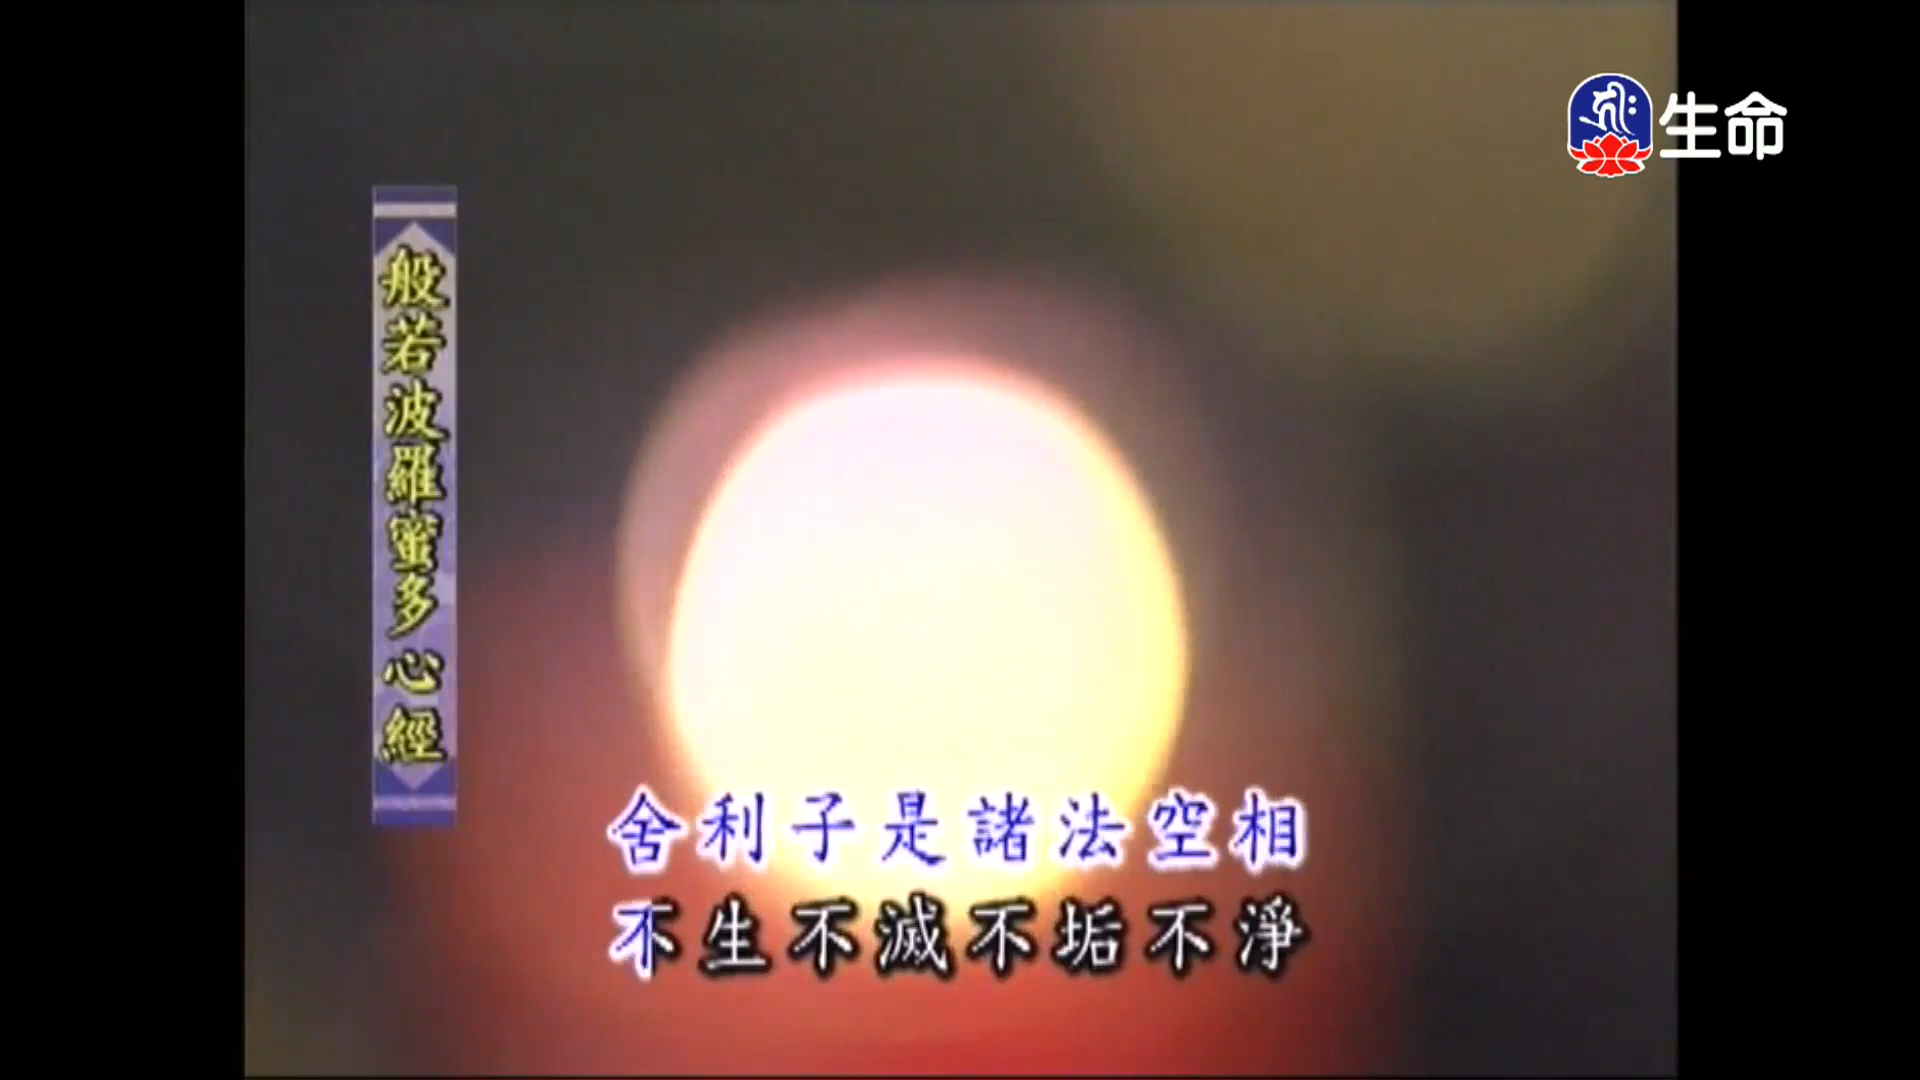 生命
般若波羅蜜多心經
舍利子是諸法空相
不生不滅不垢不淨